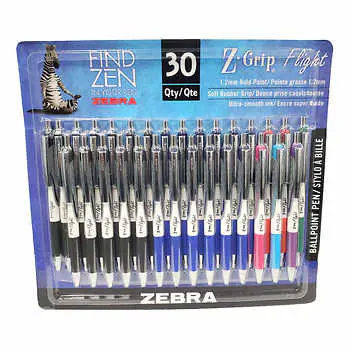 FIND
ZEN
IN YOUR PEN
ZEBRA
30
Qty/Qte
Z-Grip® Flight
1.2mm Bold Point/Pointe grasse 1.2mm
Soft Rubber Grip/Douce prise caoutchoutée
Ultra-smooth ink/Encre super fluide
BALLPOINT PEN/STYLO À BILLE
ZEBRA